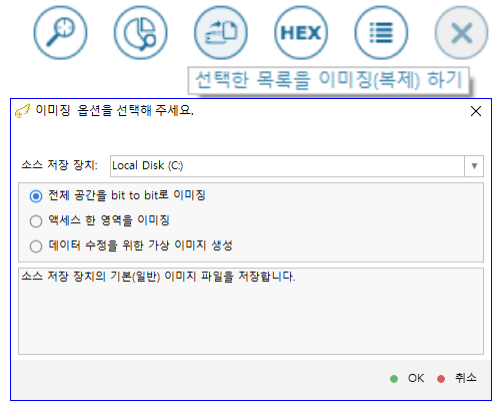 HEX
선택한 목록을 이미징(복제) 하기
이미징 옵션을 선택해 주세요.
소스 저장 장치: Local Disk (C:)
전체 공간을 bit to bit로 이미징
액세스 한 영역을 이미징
데이터 수정을 위한 가상 이미지 생성
소스 저장 장치의 기본(일반) 이미지 파일을 저장합니다.
OK 취소